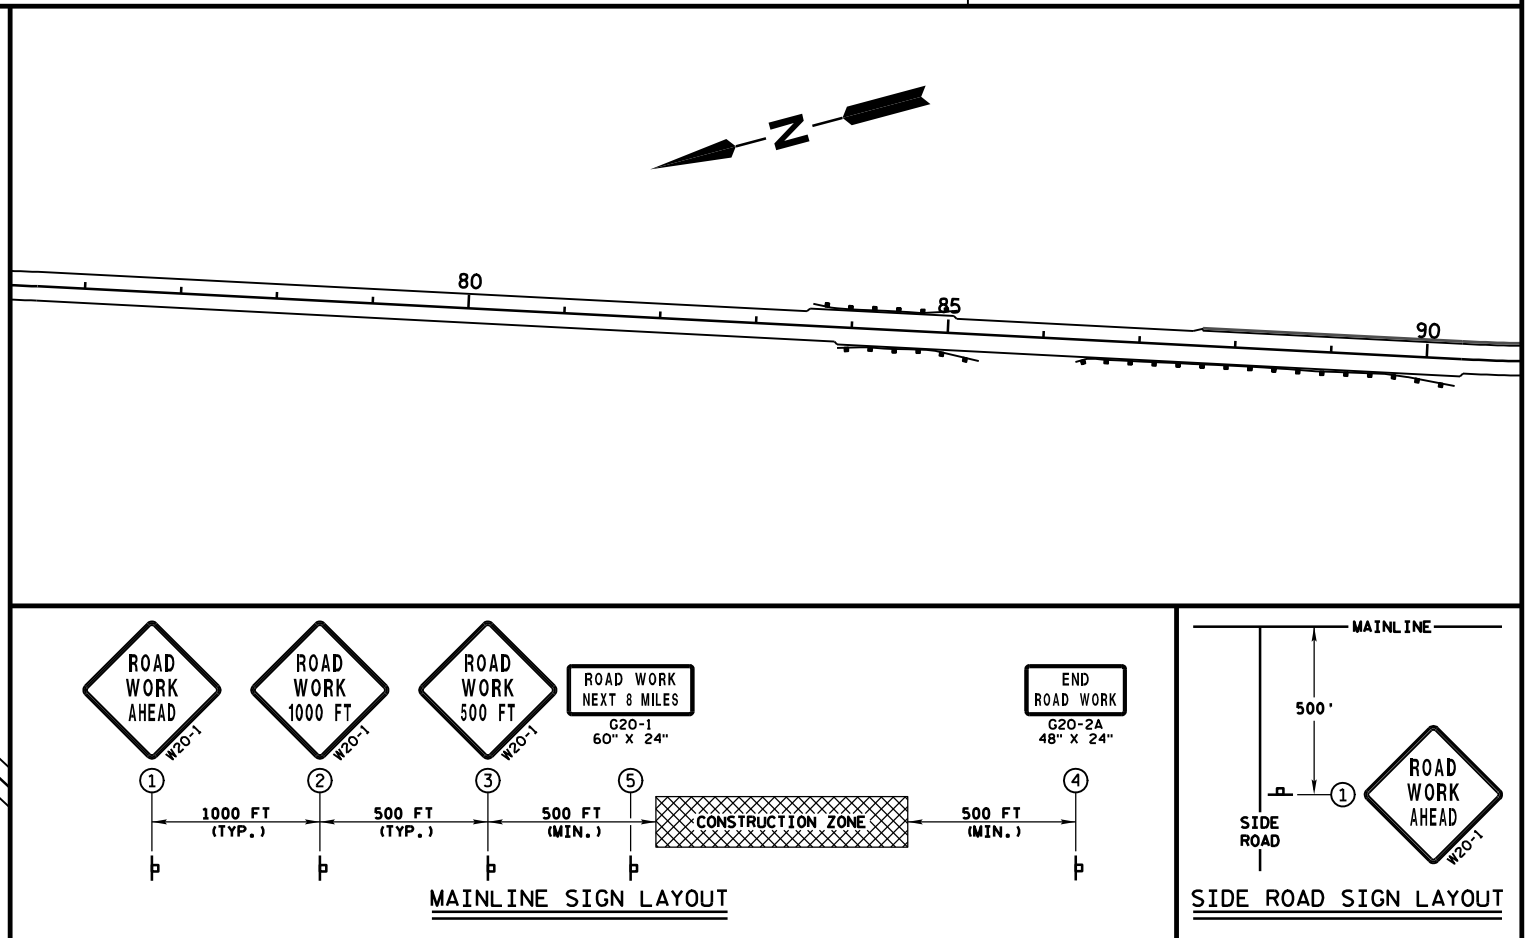 N
80
85
90
ROAD
WORK
AHEAD
W20-1
ROAD
WORK
1000 FT
W20-1
ROAD
WORK
500 FT
W20-1
ROAD WORK
NEXT 8 MILES
G20-1
60" X 24"
END
ROAD WORK
G20-2A
48" X 24"
1
2
3
5
4
1000 FT
(TYP.)
500 FT
(TYP.)
500 FT
(MIN.)
CONSTRUCTION ZONE
500 FT
(MIN.)
MAINLINE SIGN LAYOUT
MAINLINE
500'
1
ROAD
WORK
AHEAD
W20-1
SIDE
ROAD
SIDE ROAD SIGN LAYOUT